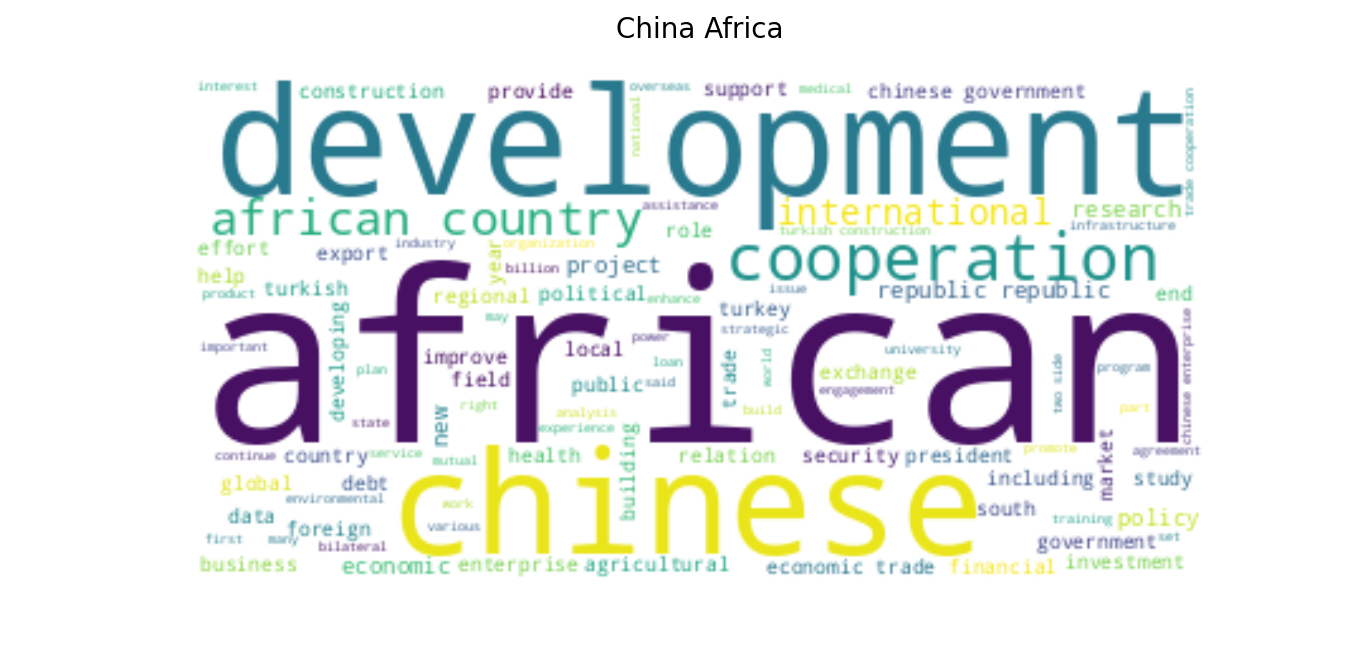 China Africa
interest
construction
provide
overseas
support
medical
chinese government
development
national
trade cooperation
african country
assistance
international
research
role
turkish construction
infrastructure
effort
export
industry
year
organization
cooperation
help
billion
project
product
turkish
regional
political
enhance
issue
republic republic
end
african
developing
may
turkey
strategic
important
improve
local
power
university
chinese enterprise
plan
field
public
said
loan
trade
world
exchange
engagement
two side
program
state
new
right
analysis
experience
build
part
continue
country
service
mutual
health
building
relation
security
president
promote
market
agreement
global
debt
environmental
chinese
including
study
data
foreign
work
various
south
training
policy
first
many
bilateral
government
set
business
economic
enterprise
agricultural
economic trade
financial
investment